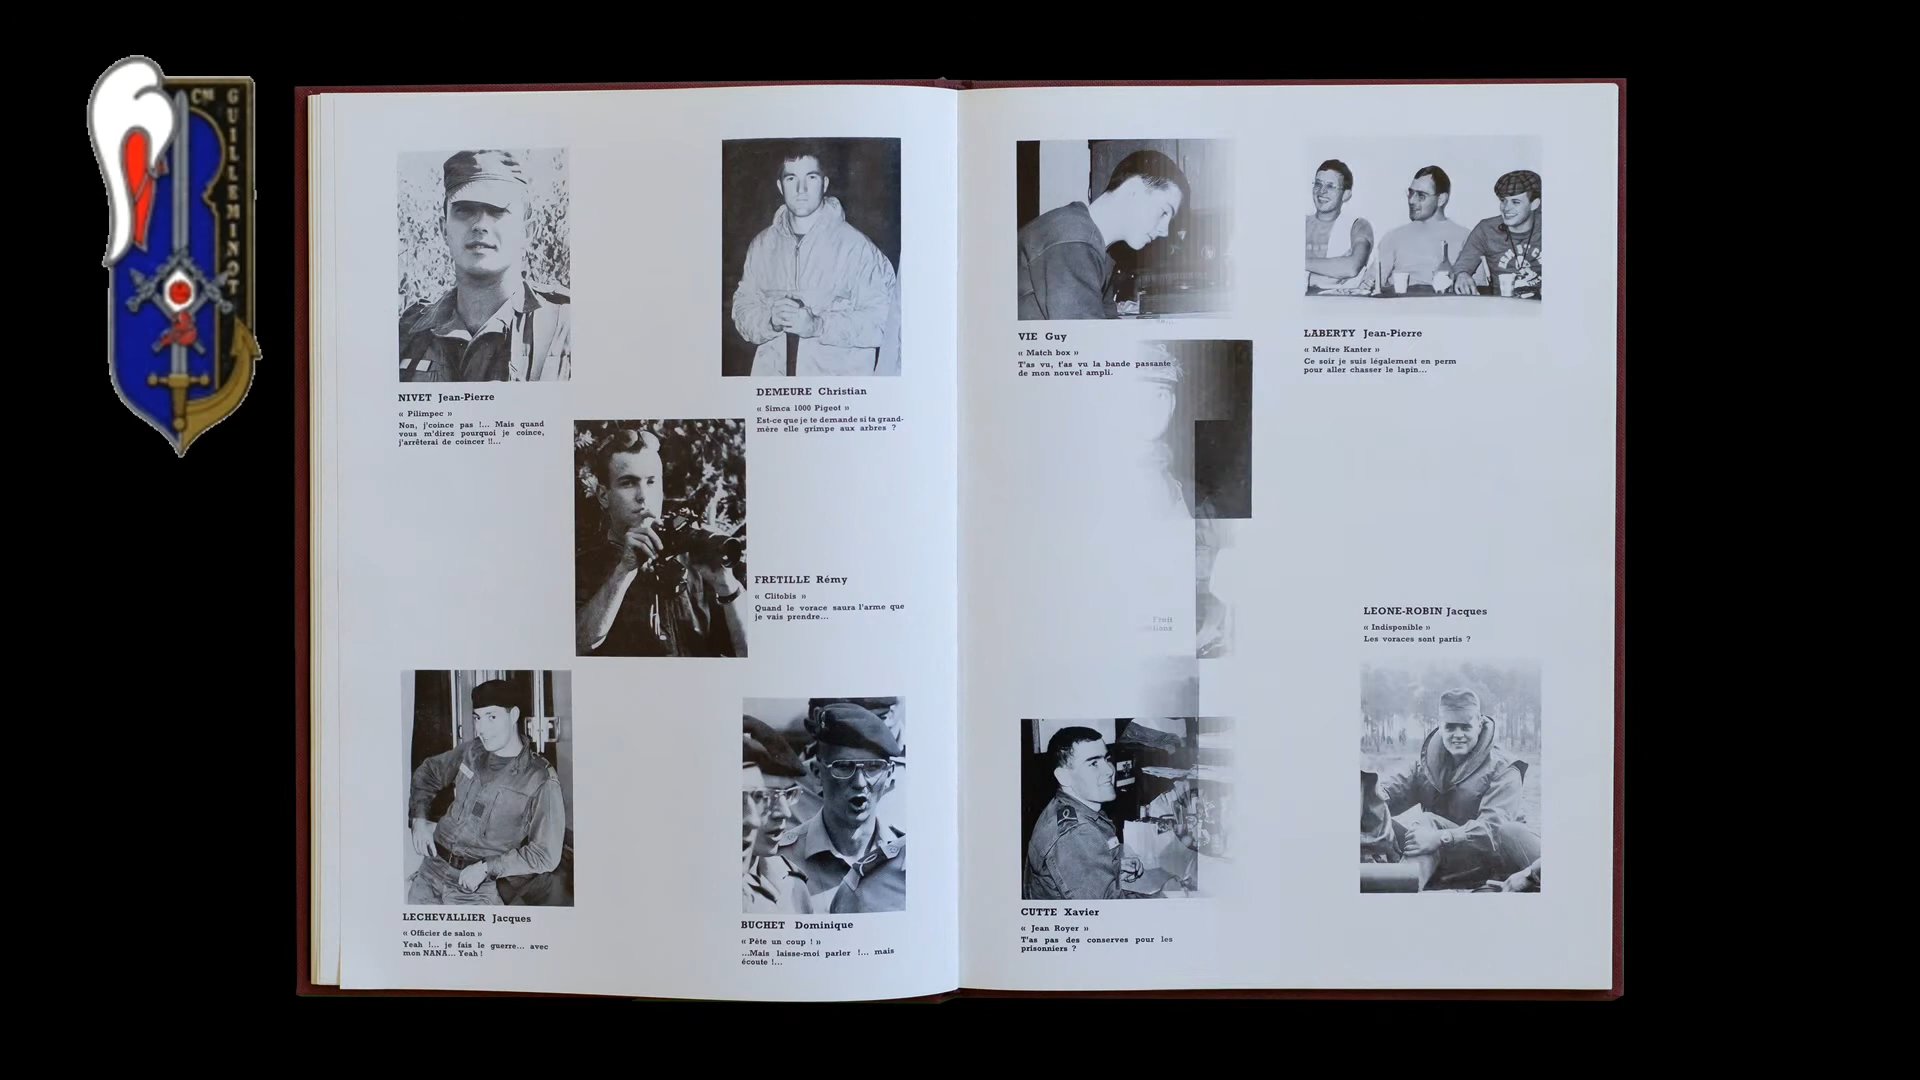 CM
GUILLEMINOT
NIVET Jean-Pierre
« Pilimpec »
Non, j'coince pas !... Mais quand
vous m'direz pourquoi je coince,
j'arrêterai de coincer !!...
DEMEURE Christian
« Simca 1000 Pigeot »
Est-ce que je te demande si ta grand-
mère elle grimpe aux arbres ?
FRETILLE Rémy
« Clitobis »
Quand le vorace saura l'arme que
je vais prendre...
LECHEVALLIER Jacques
« Officier de salon »
Yeah !... je fais le guerre... avec
mon NANA... Yeah !
BUCHET Dominique
« Pète un coup ! »
...Mais laisse-moi parler !... mais
écoute !...
VIE Guy
« Match box »
T'as vu, t'as vu la bande passante
de mon nouvel ampli.
LABERTY Jean-Pierre
« Maître Kanter »
Ce soir je suis légalement en perm
pour aller chasser le lapin...
LEONE-ROBIN Jacques
« Indisponible »
Les voraces sont partis ?
CUTTE Xavier
« Jean Royer »
T'as pas des conserves pour les
prisonniers ?